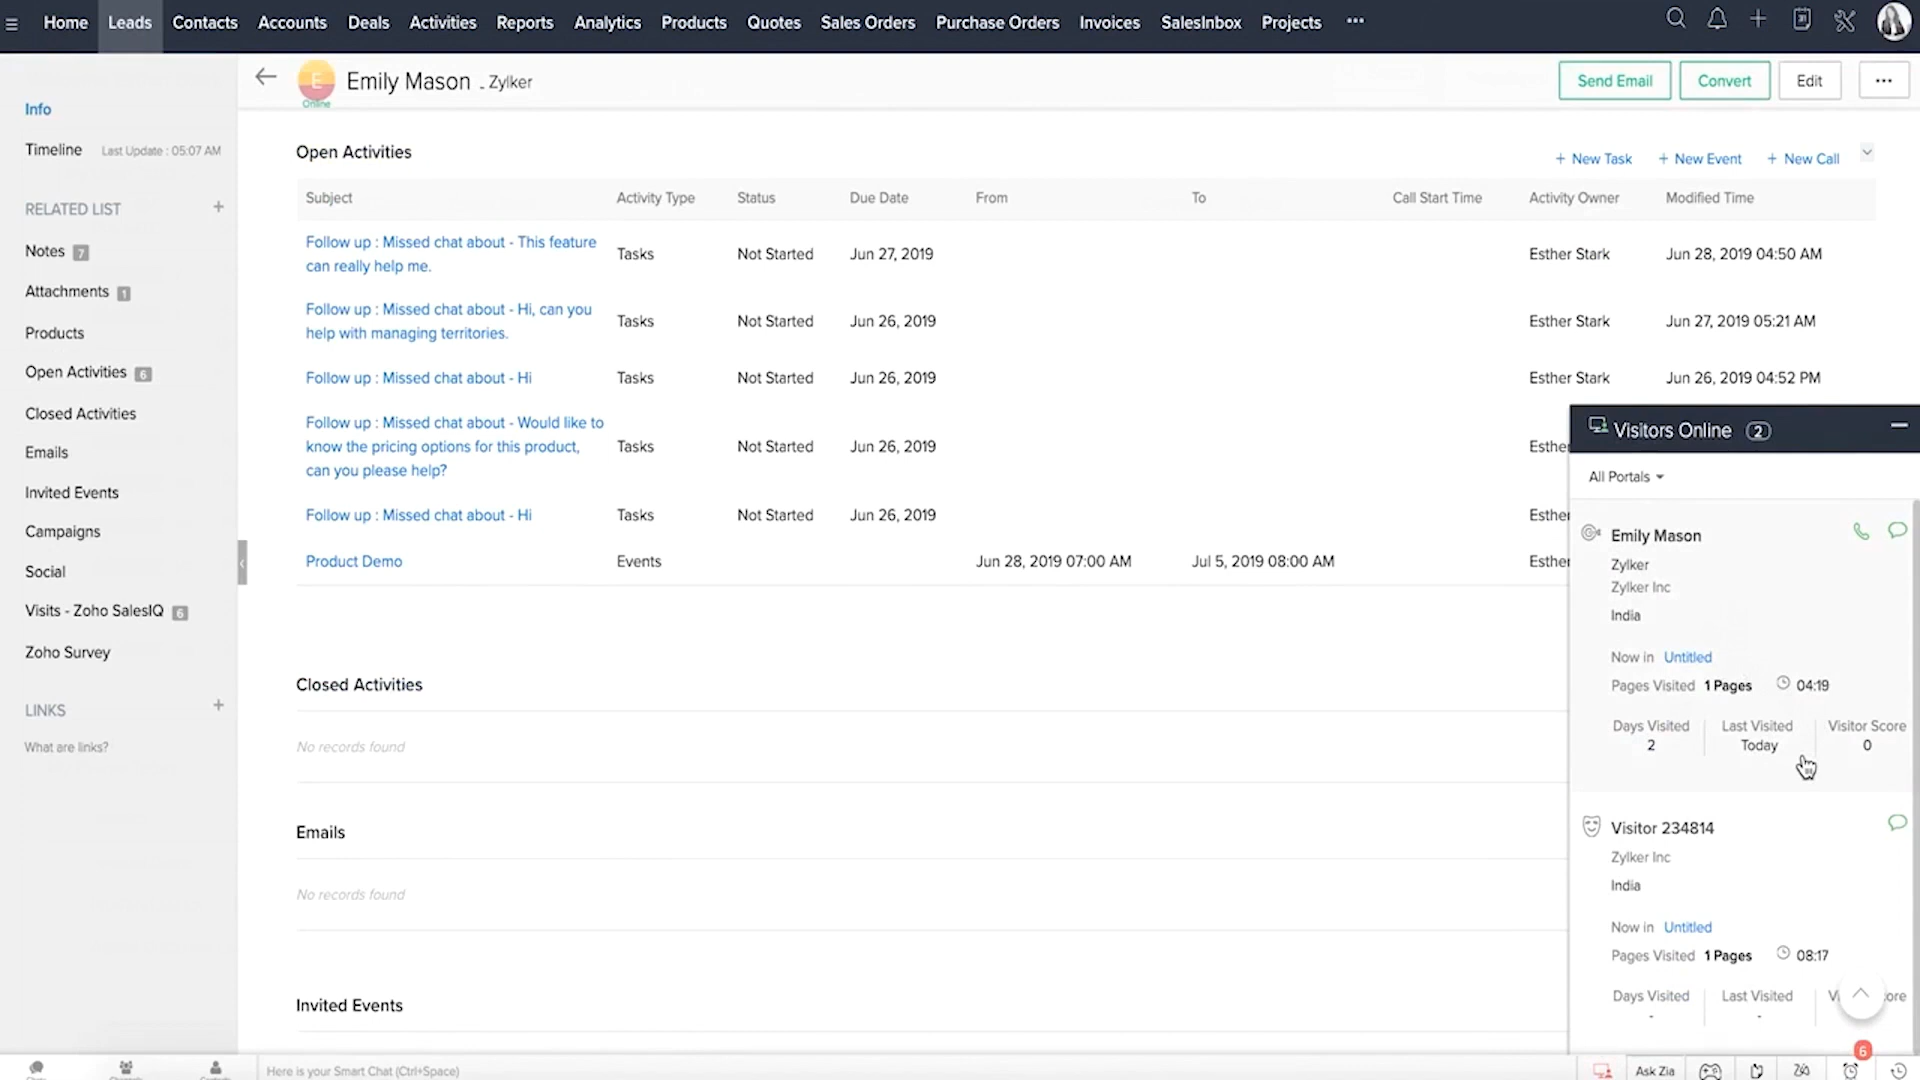 Home Leads Contacts Accounts Deals Activities Reports Analytics Products Quotes Sales Orders Purchase Orders Invoices SalesInbox Projects ···
E Emily Mason - Zylker Send Email Convert Edit ···
Online
Info
Timeline Last Update : 05:07 AM
RELATED LIST +
Notes 7
Attachments 1
Products
Open Activities 6
Closed Activities
Emails
Invited Events
Campaigns
Social
Visits - Zoho SalesIQ 6
Zoho Survey
LINKS +
What are links?
Open Activities
+ New Task + New Event + New Call
Subject Activity Type Status Due Date From To Call Start Time Activity Owner Modified Time
Follow up : Missed chat about - This feature
can really help me.
Tasks Not Started Jun 27, 2019 Esther Stark Jun 28, 2019 04:50 AM
Follow up : Missed chat about - Hi, can you
help with managing territories.
Tasks Not Started Jun 26, 2019 Esther Stark Jun 27, 2019 05:21 AM
Follow up : Missed chat about - Hi Tasks Not Started Jun 26, 2019 Esther Stark Jun 26, 2019 04:52 PM
Follow up : Missed chat about - Would like to
know the pricing options for this product,
can you please help?
Tasks Not Started Jun 26, 2019 Esther
Follow up : Missed chat about - Hi Tasks Not Started Jun 26, 2019 Esther
Product Demo Events Jun 28, 2019 07:00 AM Jul 5, 2019 08:00 AM Esther
Closed Activities
No records found
Emails
No records found
Invited Events
Visitors Online 2
All Portals
Emily Mason
Zylker
Zylker Inc
India
Now in Untitled
Pages Visited 1 Pages 04:19
Days Visited Last Visited Visitor Score
2 Today 0
Visitor 234814
Zylker Inc
India
Now in Untitled
Pages Visited 1 Pages 08:17
Days Visited Last Visited
- -
Here is your Smart Chat (Ctrl+Space)
Ask Zia
6